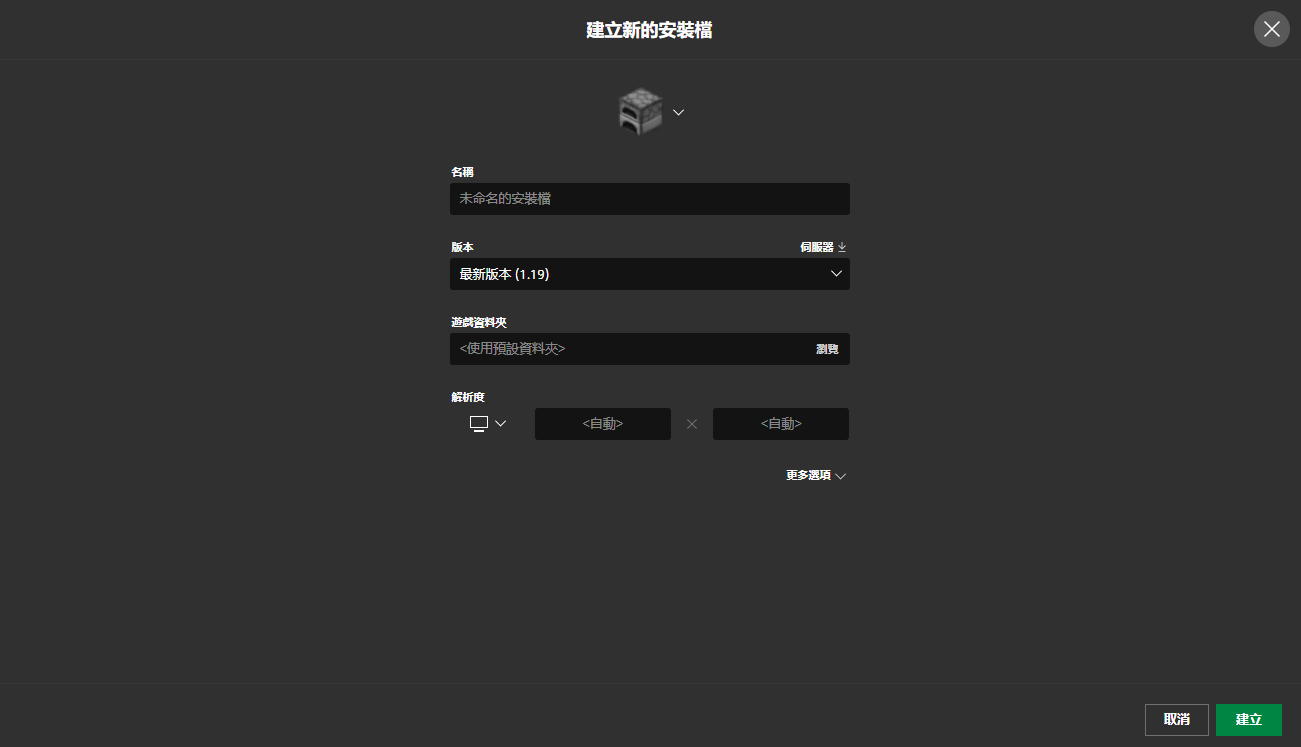 建立新的安裝檔
名稱
未命名的安裝檔
版本 伺服器
最新版本 (1.19)
遊戲資料夾
<使用預設資料夾> 瀏覽
解析度
<自動> <自動>
更多選項
取消 建立